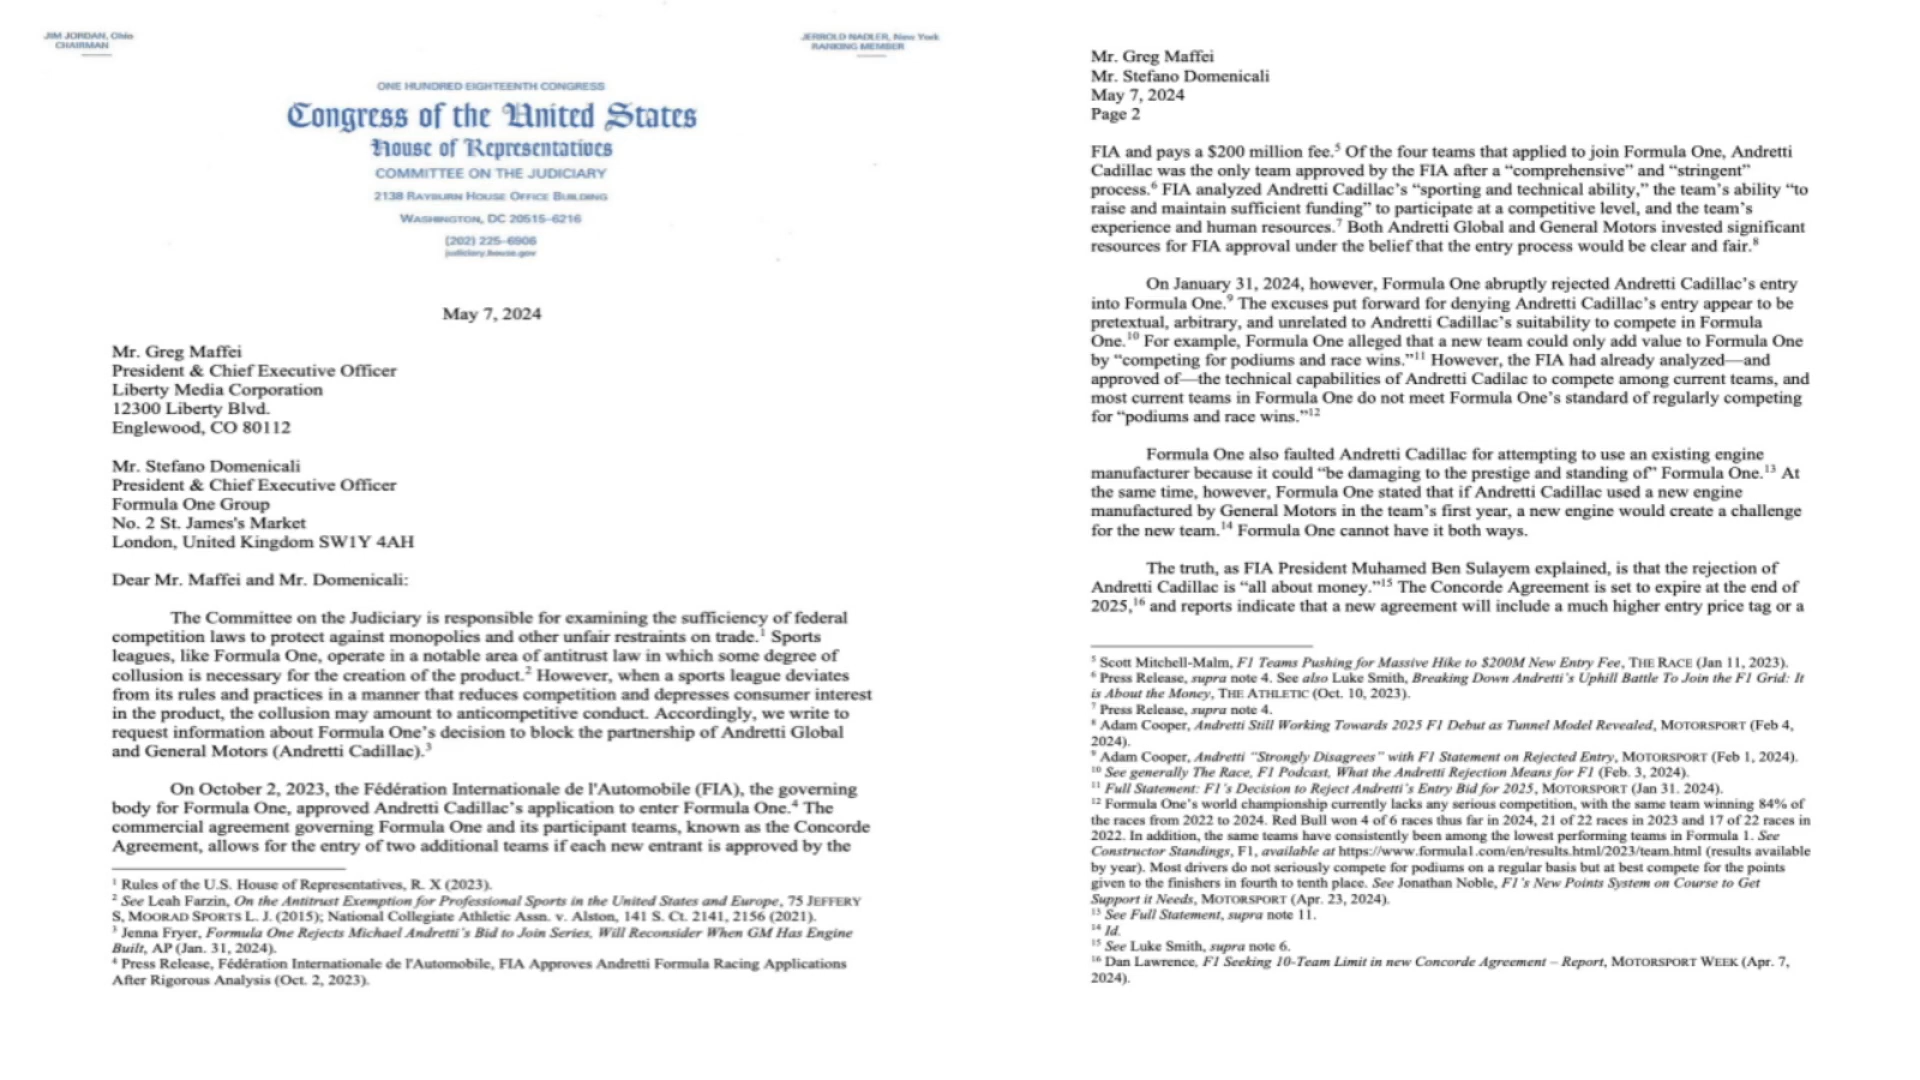 JIM JORDAN, Ohio
CHAIRMAN
JERROLD NADLER, New York
RANKING MEMBER
ONE HUNDRED EIGHTEENTH CONGRESS
Congress of the United States
House of Representatives
COMMITTEE ON THE JUDICIARY
2138 RAYBURN HOUSE OFFICE BUILDING
WASHINGTON, DC 20515–6216
(202) 225–6906
judiciary.house.gov
May 7, 2024
Mr. Greg Maffei
President & Chief Executive Officer
Liberty Media Corporation
12300 Liberty Blvd.
Englewood, CO 80112
Mr. Stefano Domenicali
President & Chief Executive Officer
Formula One Group
No. 2 St. James's Market
London, United Kingdom SW1Y 4AH
Dear Mr. Maffei and Mr. Domenicali:
The Committee on the Judiciary is responsible for examining the sufficiency of federal
competition laws to protect against monopolies and other unfair restraints on trade.¹ Sports
leagues, like Formula One, operate in a notable area of antitrust law in which some degree of
collusion is necessary for the creation of the product.² However, when a sports league deviates
from its rules and practices in a manner that reduces competition and depresses consumer interest
in the product, the collusion may amount to anticompetitive conduct. Accordingly, we write to
request information about Formula One’s decision to block the partnership of Andretti Global
and General Motors (Andretti Cadillac).³
On October 2, 2023, the Fédération Internationale de l'Automobile (FIA), the governing
body for Formula One, approved Andretti Cadillac’s application to enter Formula One.⁴ The
commercial agreement governing Formula One and its participant teams, known as the Concorde
Agreement, allows for the entry of two additional teams if each new entrant is approved by the
¹ Rules of the U.S. House of Representatives, R. X (2023).
² See Leah Farzin, On the Antitrust Exemption for Professional Sports in the United States and Europe, 75 JEFFERY
S, MOORAD SPORTS L. J. (2015); National Collegiate Athletic Assn. v. Alston, 141 S. Ct. 2141, 2156 (2021).
³ Jenna Fryer, Formula One Rejects Michael Andretti’s Bid to Join Series, Will Reconsider When GM Has Engine
Built, AP (Jan. 31, 2024).
⁴ Press Release, Fédération Internationale de l'Automobile, FIA Approves Andretti Formula Racing Applications
After Rigorous Analysis (Oct. 2, 2023).
Mr. Greg Maffei
Mr. Stefano Domenicali
May 7, 2024
Page 2
FIA and pays a $200 million fee.⁵ Of the four teams that applied to join Formula One, Andretti
Cadillac was the only team approved by the FIA after a “comprehensive” and “stringent”
process.⁶ FIA analyzed Andretti Cadillac’s “sporting and technical ability,” the team’s ability “to
raise and maintain sufficient funding” to participate at a competitive level, and the team’s
experience and human resources.⁷ Both Andretti Global and General Motors invested significant
resources for FIA approval under the belief that the entry process would be clear and fair.⁸
On January 31, 2024, however, Formula One abruptly rejected Andretti Cadillac’s entry
into Formula One.⁹ The excuses put forward for denying Andretti Cadillac’s entry appear to be
pretextual, arbitrary, and unrelated to Andretti Cadillac’s suitability to compete in Formula
One.¹⁰ For example, Formula One alleged that a new team could only add value to Formula One
by “competing for podiums and race wins.”¹¹ However, the FIA had already analyzed—and
approved of—the technical capabilities of Andretti Cadilac to compete among current teams, and
most current teams in Formula One do not meet Formula One’s standard of regularly competing
for “podiums and race wins.”¹²
Formula One also faulted Andretti Cadillac for attempting to use an existing engine
manufacturer because it could “be damaging to the prestige and standing of” Formula One.¹³ At
the same time, however, Formula One stated that if Andretti Cadillac used a new engine
manufactured by General Motors in the team’s first year, a new engine would create a challenge
for the new team.¹⁴ Formula One cannot have it both ways.
The truth, as FIA President Muhamed Ben Sulayem explained, is that the rejection of
Andretti Cadillac is “all about money.”¹⁵ The Concorde Agreement is set to expire at the end of
2025,¹⁶ and reports indicate that a new agreement will include a much higher entry price tag or a
⁵ Scott Mitchell-Malm, F1 Teams Pushing for Massive Hike to $200M New Entry Fee, THE RACE (Jan 11, 2023).
⁶ Press Release, supra note 4. See also Luke Smith, Breaking Down Andretti’s Uphill Battle To Join the F1 Grid: It
is About the Money, THE ATHLETIC (Oct. 10, 2023).
⁷ Press Release, supra note 4.
⁸ Adam Cooper, Andretti Still Working Towards 2025 F1 Debut as Tunnel Model Revealed, MOTORSPORT (Feb 4,
2024).
⁹ Adam Cooper, Andretti “Strongly Disagrees” with F1 Statement on Rejected Entry, MOTORSPORT (Feb 1, 2024).
¹⁰ See generally The Race, F1 Podcast, What the Andretti Rejection Means for F1 (Feb. 3, 2024).
¹¹ Full Statement: F1’s Decision to Reject Andretti’s Entry Bid for 2025, MOTORSPORT (Jan 31. 2024).
¹² Formula One’s world championship currently lacks any serious competition, with the same team winning 84% of
the races from 2022 to 2024. Red Bull won 4 of 6 races thus far in 2024, 21 of 22 races in 2023 and 17 of 22 races in
2022. In addition, the same teams have consistently been among the lowest performing teams in Formula 1. See
Constructor Standings, F1, available at https://www.formula1.com/en/results.html/2023/team.html (results available
by year). Most drivers do not seriously compete for podiums on a regular basis but at best compete for the points
given to the finishers in fourth to tenth place. See Jonathan Noble, F1’s New Points System on Course to Get
Support it Needs, MOTORSPORT (Apr. 23, 2024).
¹³ See Full Statement, supra note 11.
¹⁴ Id.
¹⁵ See Luke Smith, supra note 6.
¹⁶ Dan Lawrence, F1 Seeking 10-Team Limit in new Concorde Agreement – Report, MOTORSPORT WEEK (Apr. 7,
2024).